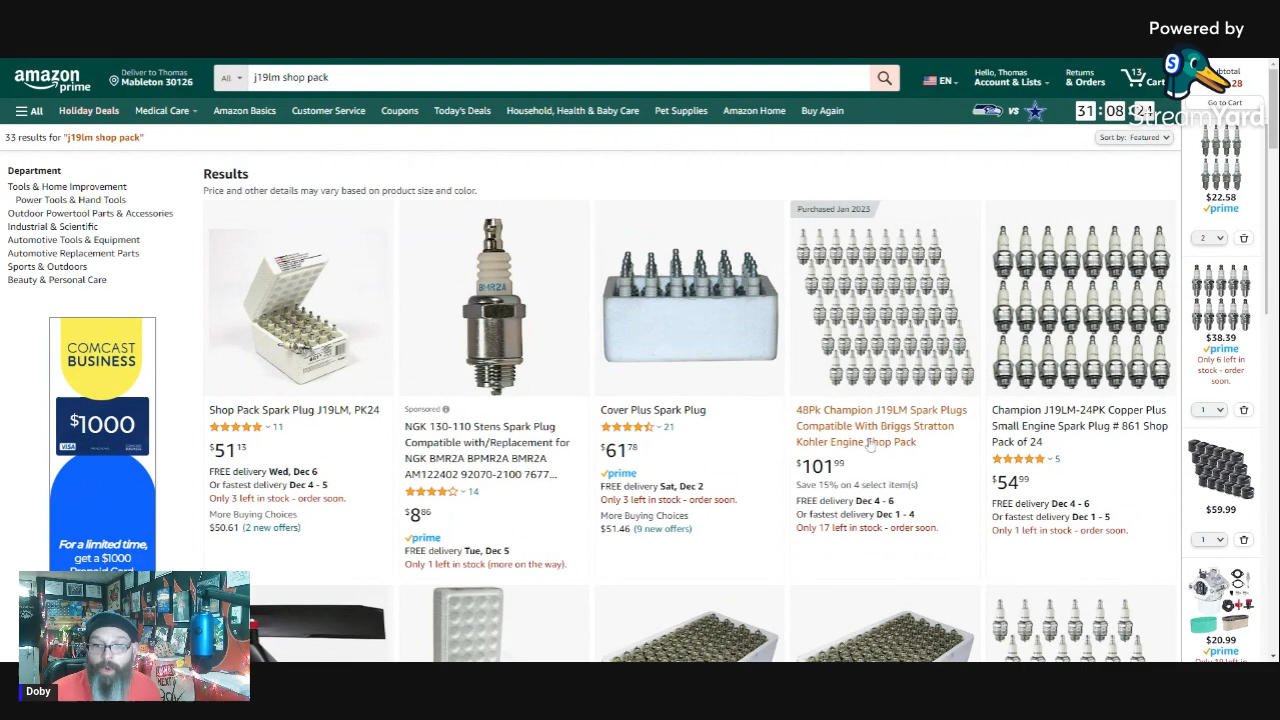 Powered by
StreamYard
amazon
prime
Deliver to Thomas
Mableton 30126
All
j19lm shop pack
EN
Hello, Thomas
Account & Lists
Returns
& Orders
13
Cart
Subtotal
28
Go to Cart
All
Holiday Deals
Medical Care
Amazon Basics
Customer Service
Coupons
Today's Deals
Household, Health & Baby Care
Pet Supplies
Amazon Home
Buy Again
VS
31:08
33 results for "j19lm shop pack"
Sort by: Featured
Department
Tools & Home Improvement
Power Tools & Hand Tools
Outdoor Powertool Parts & Accessories
Industrial & Scientific
Automotive Tools & Equipment
Automotive Replacement Parts
Sports & Outdoors
Beauty & Personal Care
COMCAST
BUSINESS
$1000
VISA
For a limited time,
get a $1000
Prepaid Card
Results
Price and other details may vary based on product size and color.
Shop Pack Spark Plug J19LM, PK24
11
$51.13
FREE delivery Wed, Dec 6
Or fastest delivery Dec 4 - 5
Only 3 left in stock - order soon.
More Buying Choices
$50.61 (2 new offers)
BMR2A
Sponsored
NGK 130-110 Stens Spark Plug
Compatible with/Replacement for
NGK BMR2A BPMR2A BMR2A
AM122402 92070-2100 7677...
14
$8.86
prime
FREE delivery Tue, Dec 5
Only 1 left in stock (more on the way).
Cover Plus Spark Plug
21
$61.78
prime
FREE delivery Sat, Dec 2
Only 3 left in stock - order soon.
More Buying Choices
$51.46 (9 new offers)
Purchased Jan 2023
48Pk Champion J19LM Spark Plugs
Compatible With Briggs Stratton
Kohler Engine Shop Pack
$101.99
Save 15% on 4 select item(s)
FREE delivery Dec 4 - 6
Or fastest delivery Dec 1 - 4
Only 17 left in stock - order soon.
Champion J19LM-24PK Copper Plus
Small Engine Spark Plug # 861 Shop
Pack of 24
5
$54.99
FREE delivery Dec 4 - 6
Or fastest delivery Dec 1 - 5
Only 1 left in stock - order soon.
$22.58
prime
2
$38.39
prime
Only 6 left in
stock - order
soon.
1
$59.99
1
$20.99
prime
Doby